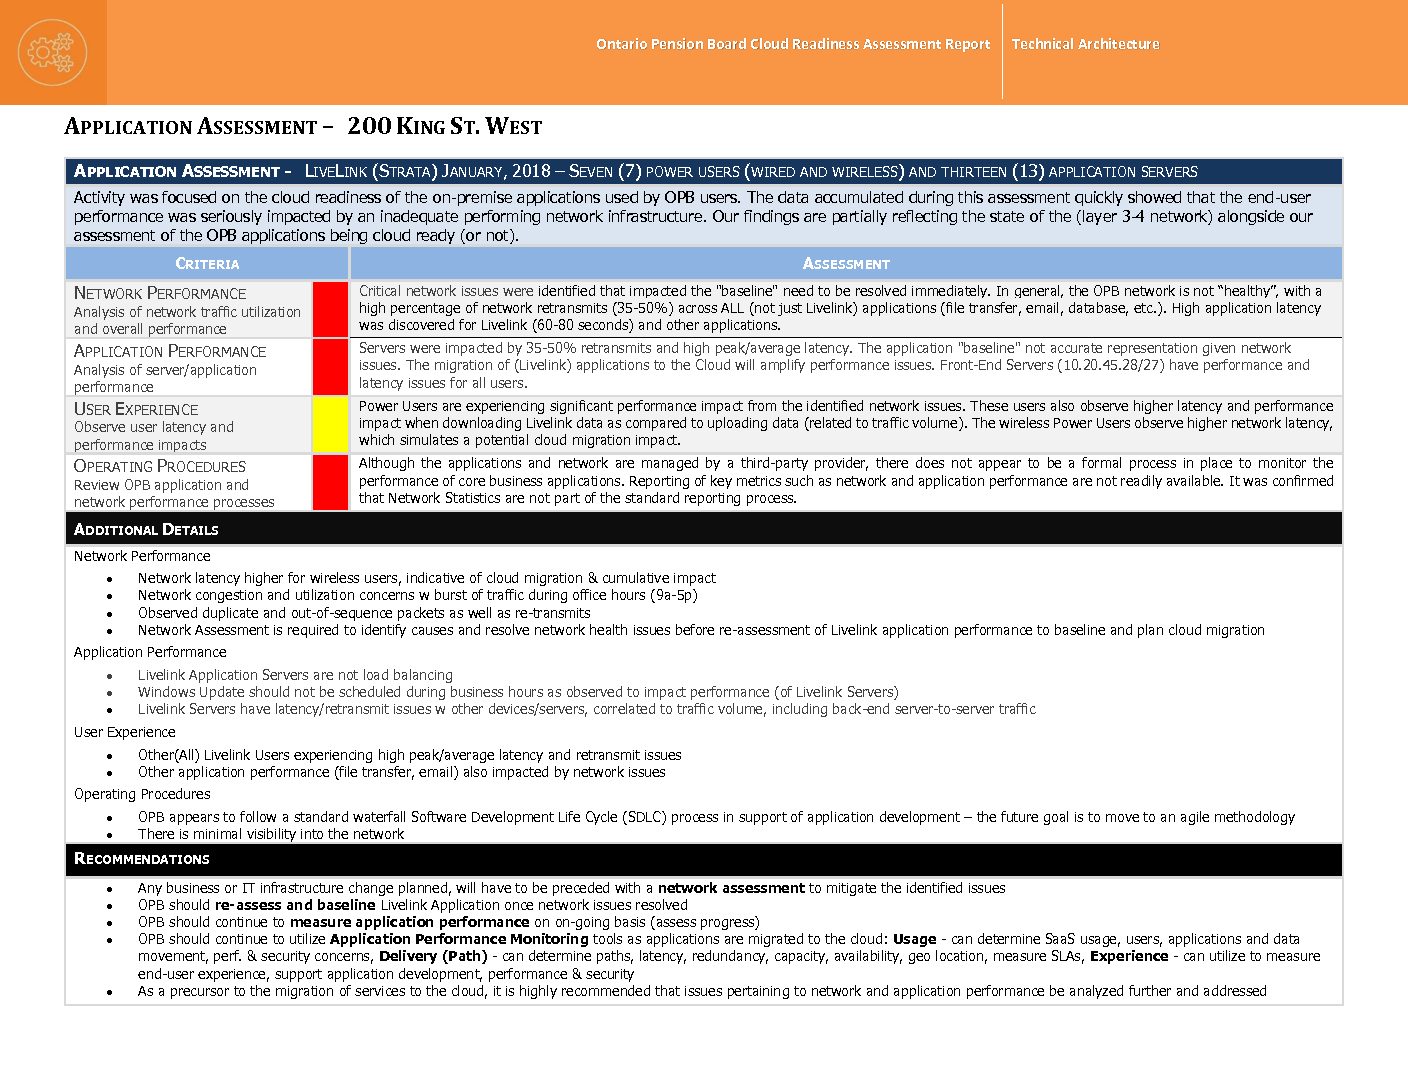 Ontario Pension Board Cloud Readiness Assessment Report Technical Architecture
APPLICATION ASSESSMENT – 200 KING ST. WEST
APPLICATION ASSESSMENT - LIVELINK (STRATA) JANUARY, 2018 – SEVEN (7) POWER USERS (WIRED AND WIRELESS) AND THIRTEEN (13) APPLICATION SERVERS
Activity was focused on the cloud readiness of the on-premise applications used by OPB users. The data accumulated during this assessment quickly showed that the end-user
performance was seriously impacted by an inadequate performing network infrastructure. Our findings are partially reflecting the state of the (layer 3-4 network) alongside our
assessment of the OPB applications being cloud ready (or not).
CRITERIA
ASSESSMENT
NETWORK PERFORMANCE
Analysis of network traffic utilization
and overall performance
Critical network issues were identified that impacted the "baseline" need to be resolved immediately. In general, the OPB network is not “healthy”, with a
high percentage of network retransmits (35-50%) across ALL (not just Livelink) applications (file transfer, email, database, etc.). High application latency
was discovered for Livelink (60-80 seconds) and other applications.
APPLICATION PERFORMANCE
Analysis of server/application
performance
Servers were impacted by 35-50% retransmits and high peak/average latency. The application "baseline" not accurate representation given network
issues. The migration of (Livelink) applications to the Cloud will amplify performance issues. Front-End Servers (10.20.45.28/27) have performance and
latency issues for all users.
USER EXPERIENCE
Observe user latency and
performance impacts
Power Users are experiencing significant performance impact from the identified network issues. These users also observe higher latency and performance
impact when downloading Livelink data as compared to uploading data (related to traffic volume). The wireless Power Users observe higher network latency,
which simulates a potential cloud migration impact.
OPERATING PROCEDURES
Review OPB application and
network performance processes
Although the applications and network are managed by a third-party provider, there does not appear to be a formal process in place to monitor the
performance of core business applications. Reporting of key metrics such as network and application performance are not readily available. It was confirmed
that Network Statistics are not part of the standard reporting process.
ADDITIONAL DETAILS
Network Performance
• Network latency higher for wireless users, indicative of cloud migration & cumulative impact
• Network congestion and utilization concerns w burst of traffic during office hours (9a-5p)
• Observed duplicate and out-of-sequence packets as well as re-transmits
• Network Assessment is required to identify causes and resolve network health issues before re-assessment of Livelink application performance to baseline and plan cloud migration
Application Performance
• Livelink Application Servers are not load balancing
• Windows Update should not be scheduled during business hours as observed to impact performance (of Livelink Servers)
• Livelink Servers have latency/retransmit issues w other devices/servers, correlated to traffic volume, including back-end server-to-server traffic
User Experience
• Other(All) Livelink Users experiencing high peak/average latency and retransmit issues
• Other application performance (file transfer, email) also impacted by network issues
Operating Procedures
• OPB appears to follow a standard waterfall Software Development Life Cycle (SDLC) process in support of application development – the future goal is to move to an agile methodology
• There is minimal visibility into the network
RECOMMENDATIONS
• Any business or IT infrastructure change planned, will have to be preceded with a network assessment to mitigate the identified issues
• OPB should re-assess and baseline Livelink Application once network issues resolved
• OPB should continue to measure application performance on on-going basis (assess progress)
• OPB should continue to utilize Application Performance Monitoring tools as applications are migrated to the cloud: Usage - can determine SaaS usage, users, applications and data
movement, perf. & security concerns, Delivery (Path) - can determine paths, latency, redundancy, capacity, availability, geo location, measure SLAs, Experience - can utilize to measure
end-user experience, support application development, performance & security
• As a precursor to the migration of services to the cloud, it is highly recommended that issues pertaining to network and application performance be analyzed further and addressed